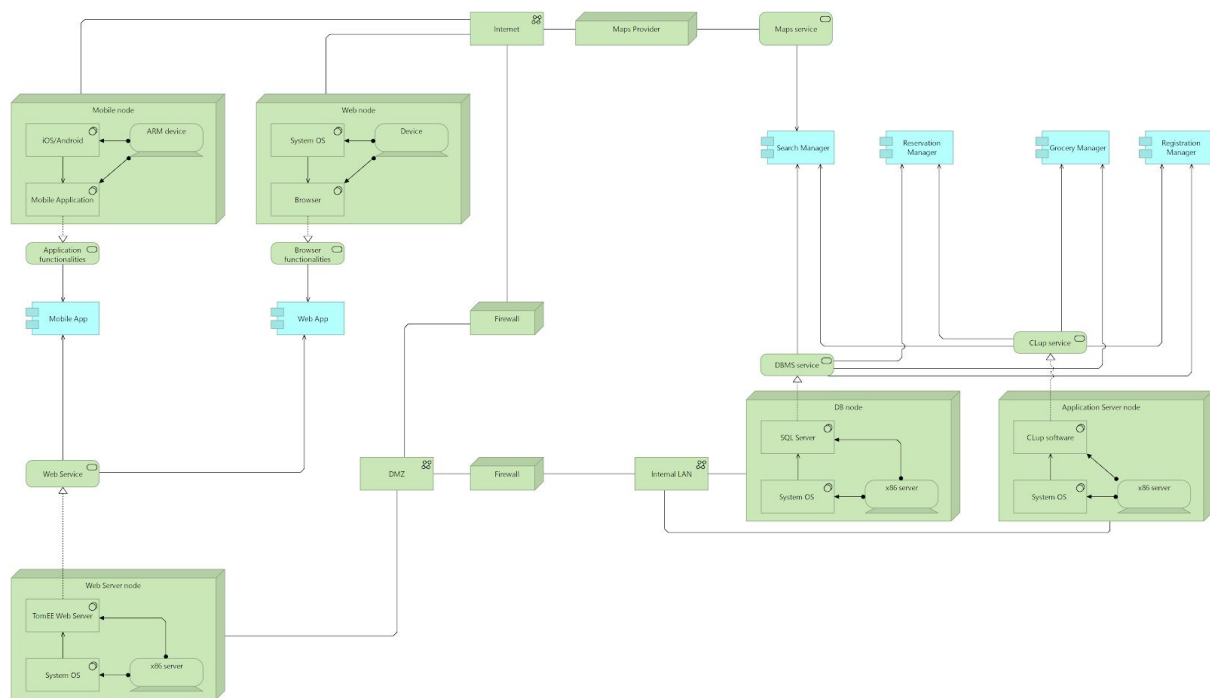 Internet
Maps Provider
Maps service
Mobile node
Web node
iOS/Android
ARM device
System OS
Device
Search Manager
Reservation
Manager
Grocery Manager
Registration
Manager
Mobile Application
Browser
Application
functionalities
Browser
functionalities
Mobile App
Web App
Firewall
CLup service
DBMS service
DB node
Application Server node
SQL Server
CLup software
Web Service
DMZ
Firewall
Internal LAN
System OS
x86 server
System OS
x86 server
Web Server node
TomEE Web Server
System OS
x86 server